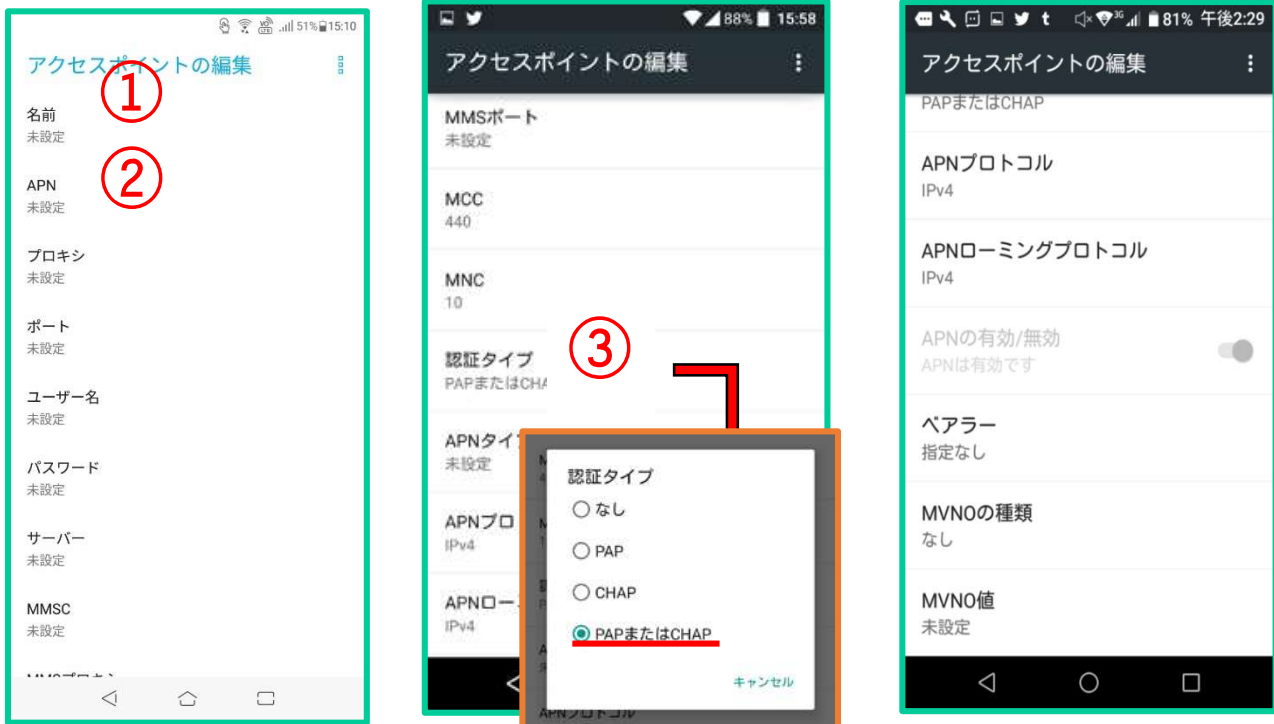 51% 15:10
アクセスポイントの編集
①
名前
未設定
②
APN
未設定
プロキシ
未設定
ポート
未設定
ユーザー名
未設定
パスワード
未設定
サーバー
未設定
MMSC
未設定
88% 15:58
アクセスポイントの編集
MMSポート
未設定
MCC
440
MNC
10
③
認証タイプ
PAPまたはCHA
APNタイ
未設定
APNプロ
IPv4
APNロー
IPv4
認証タイプ
なし
PAP
CHAP
PAPまたはCHAP
キャンセル
APNプロトコル
t 3G 81% 午後2:29
アクセスポイントの編集
PAPまたはCHAP
APNプロトコル
IPv4
APNローミングプロトコル
IPv4
APNの有効/無効
APNは有効です
ベアラー
指定なし
MVNOの種類
なし
MVNO値
未設定